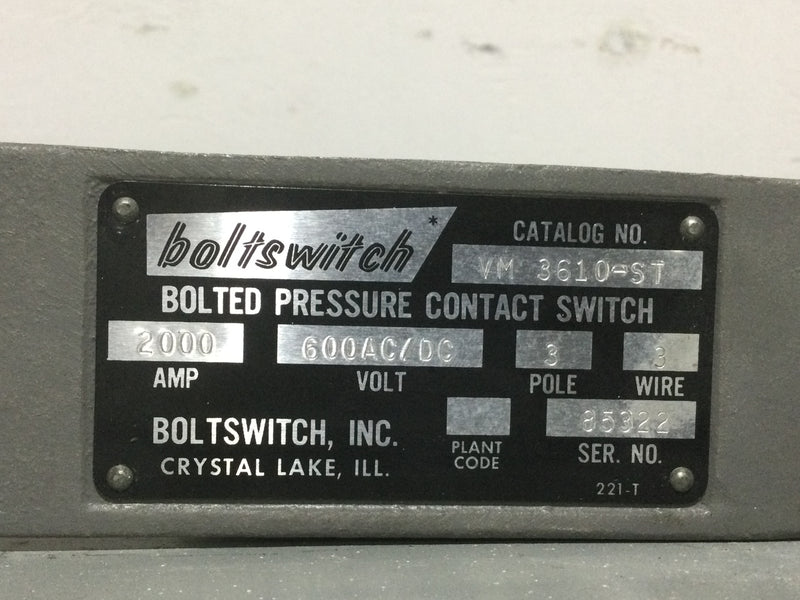 boltswitch*
CATALOG NO.
VM 3610-ST
BOLTED PRESSURE CONTACT SWITCH
2000 600AC/DC 3 3
AMP VOLT POLE WIRE
85322
BOLTSWITCH, INC. PLANT CODE SER. NO.
CRYSTAL LAKE, ILL.
221-T